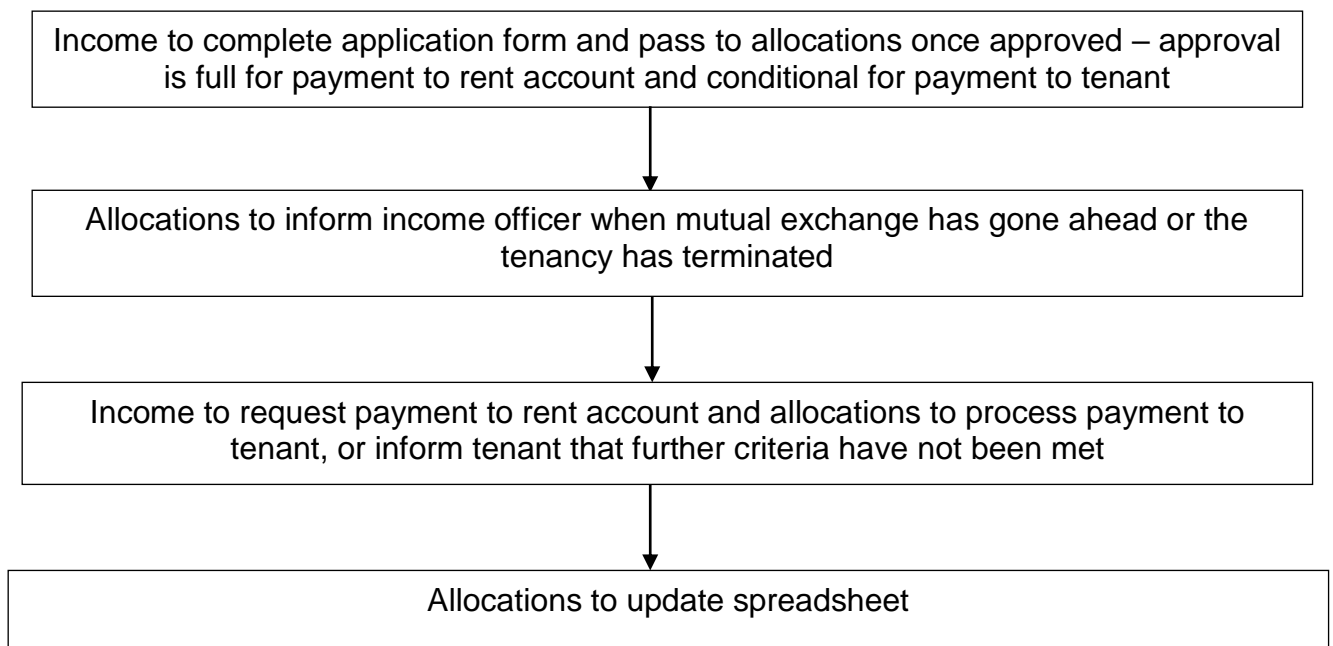 Income to complete application form and pass to allocations once approved – approval
is full for payment to rent account and conditional for payment to tenant
Allocations to inform income officer when mutual exchange has gone ahead or the
tenancy has terminated
Income to request payment to rent account and allocations to process payment to
tenant, or inform tenant that further criteria have not been met
Allocations to update spreadsheet